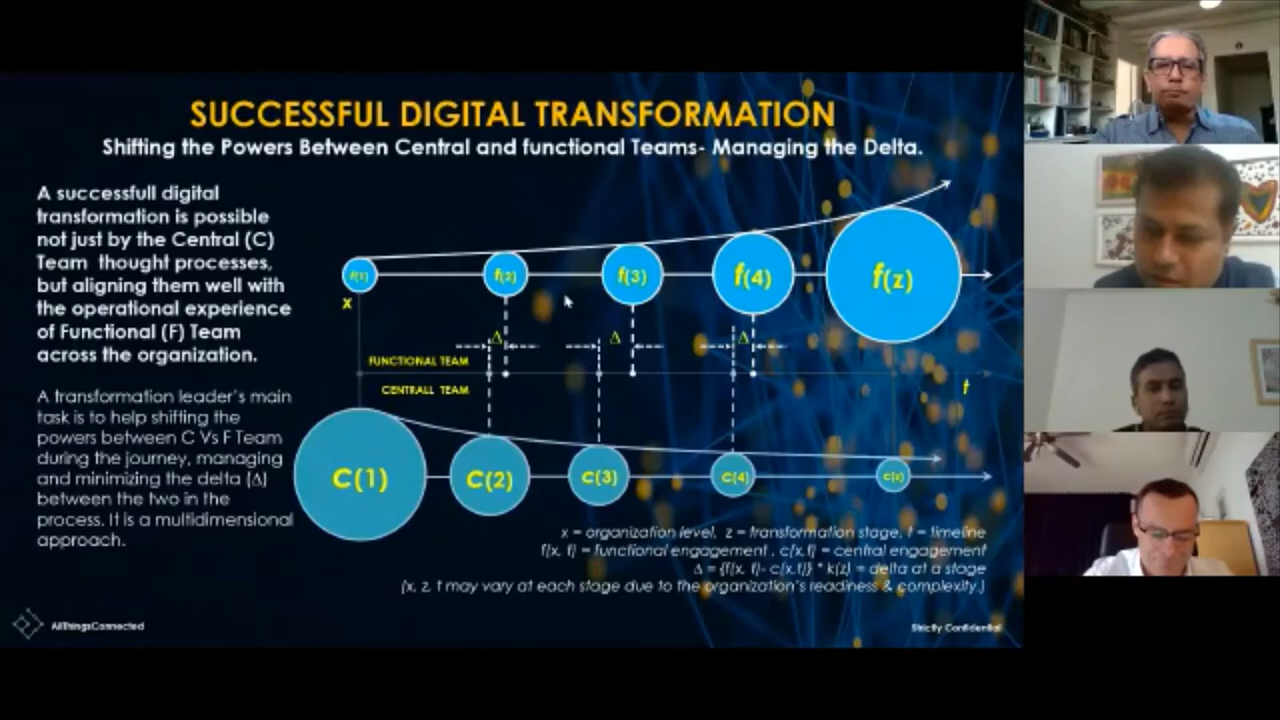 SUCCESSFUL DIGITAL TRANSFORMATION
Shifting the Powers Between Central and functional Teams- Managing the Delta.
A successfull digital
transformation is possible
not just by the Central (C)
Team thought processes,
but aligning them well with
the operational experience
of Functional (F) Team
across the organization.
A transformation leader's main
task is to help shifting the
powers between C Vs F Team
during the journey, managing
and minimizing the delta (Δ)
between the two in the
process. It is a multidimensional
approach.
f(1)
f(2)
f(3)
f(4)
f(z)
x
Δ
Δ
Δ
FUNCTIONAL TEAM
CENTRALL TEAM
t
C(1)
C(2)
C(3)
C(4)
C(z)
x = organization level, z = transformation stage, t = timeline
f(x, t) = functional engagement , c(x,t) = central engagement
Δ = {f(x, t)- c(x,t)} * k(z) = delta at a stage
(x, z, t may vary at each stage due to the organization's readiness & complexity.)
AllThingsConnected
Strictly Confidential